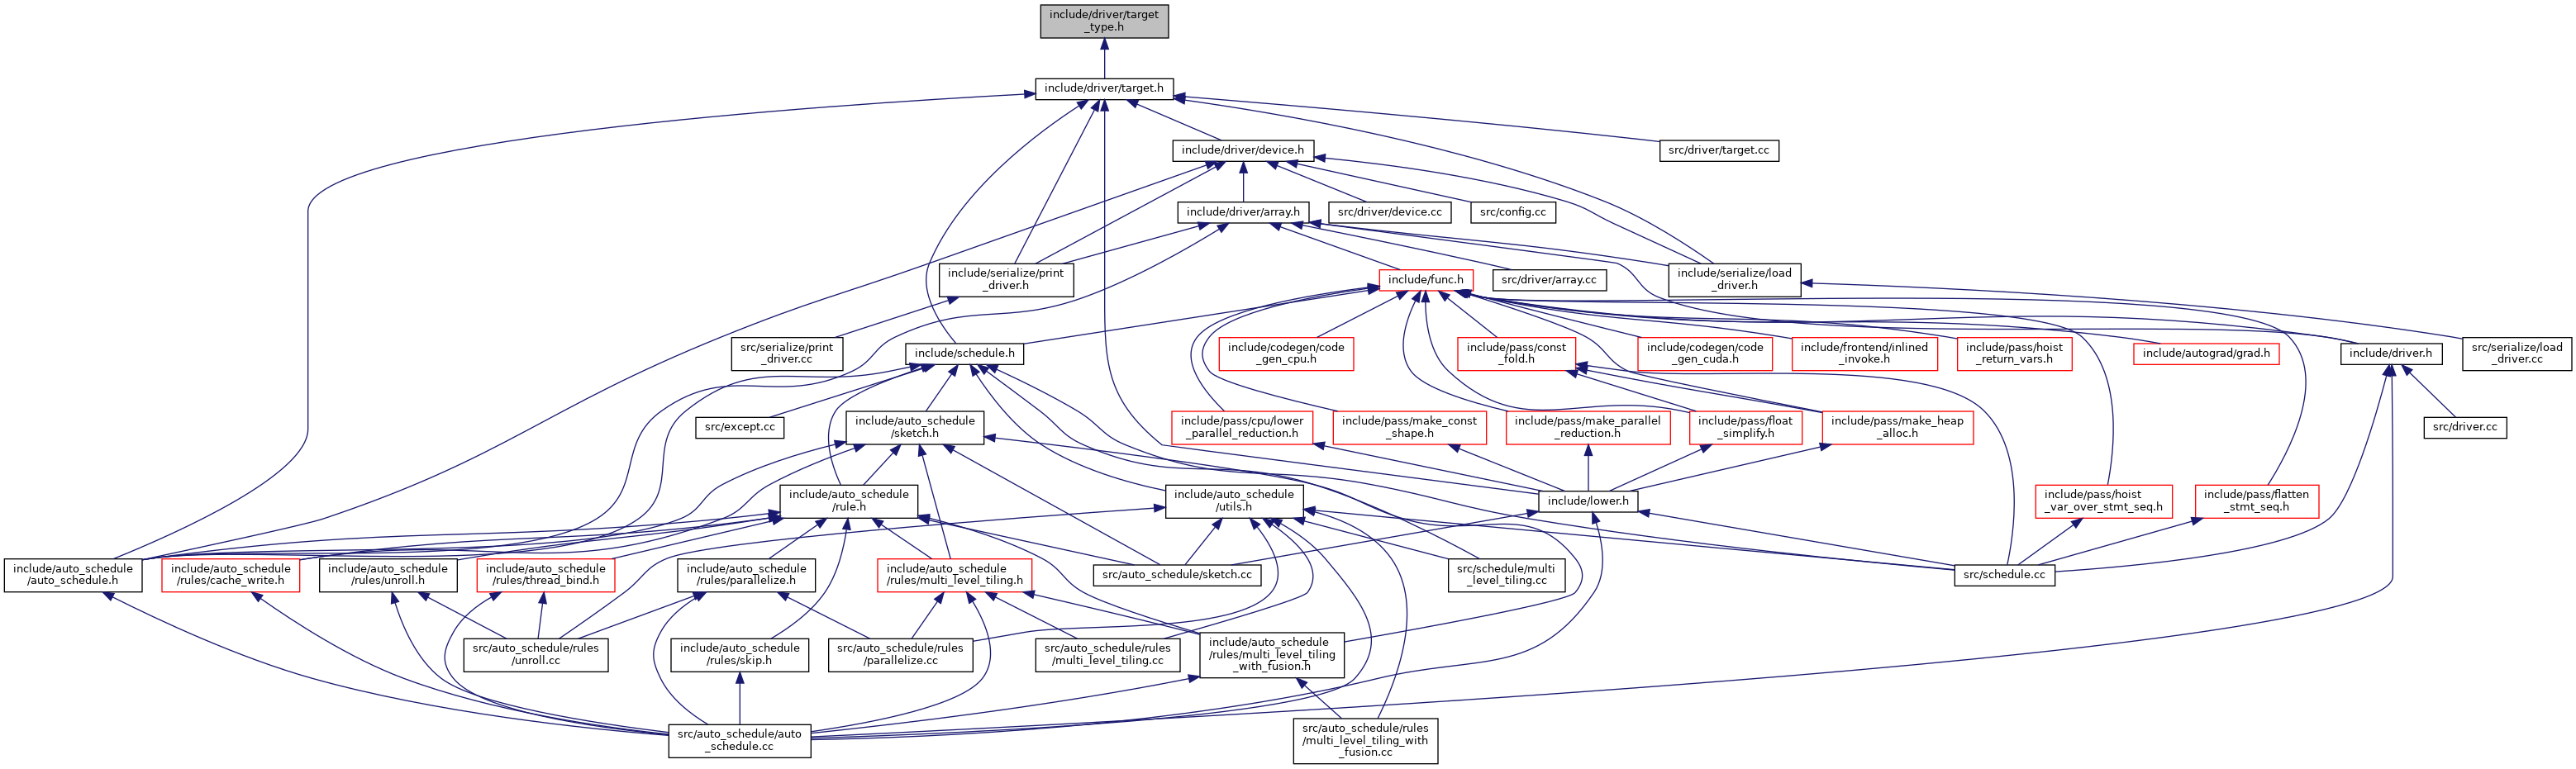 include/driver/target
_type.h
include/driver/target.h
include/driver/device.h
src/driver/target.cc
include/driver/array.h
src/driver/device.cc
src/config.cc
include/serialize/print
_driver.h
include/func.h
src/driver/array.cc
include/serialize/load
_driver.h
src/serialize/print
_driver.cc
include/schedule.h
include/codegen/code
_gen_cpu.h
include/pass/const
_fold.h
include/codegen/code
_gen_cuda.h
include/frontend/inlined
_invoke.h
include/pass/hoist
_return_vars.h
include/autograd/grad.h
include/driver.h
src/serialize/load
_driver.cc
src/except.cc
include/auto_schedule
/sketch.h
include/pass/cpu/lower
_parallel_reduction.h
include/pass/make_const
_shape.h
include/pass/make_parallel
_reduction.h
include/pass/float
_simplify.h
include/pass/make_heap
_alloc.h
src/driver.cc
include/auto_schedule
/rule.h
include/auto_schedule
/utils.h
include/lower.h
include/pass/hoist
_var_over_stmt_seq.h
include/pass/flatten
_stmt_seq.h
include/auto_schedule
/auto_schedule.h
include/auto_schedule
/rules/cache_write.h
include/auto_schedule
/rules/unroll.h
include/auto_schedule
/rules/thread_bind.h
include/auto_schedule
/rules/parallelize.h
include/auto_schedule
/rules/multi_level_tiling.h
src/auto_schedule/sketch.cc
src/schedule/multi
_level_tiling.cc
src/schedule.cc
src/auto_schedule/rules
/unroll.cc
include/auto_schedule
/rules/skip.h
src/auto_schedule/rules
/parallelize.cc
src/auto_schedule/rules
/multi_level_tiling.cc
include/auto_schedule
/rules/multi_level_tiling
_with_fusion.h
src/auto_schedule/auto
_schedule.cc
src/auto_schedule/rules
/multi_level_tiling_with
_fusion.cc